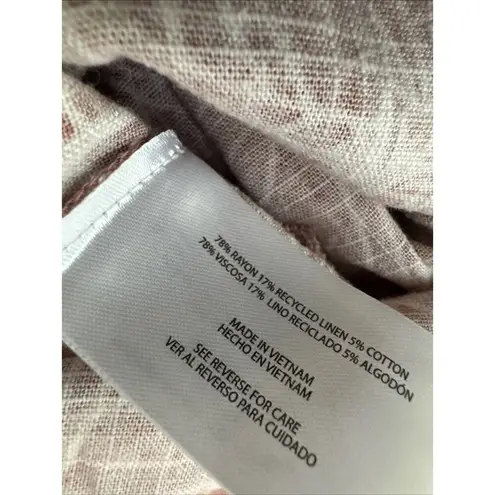 78% RAYON 17% RECYCLED LINEN 5% COTTON
78% VISCOSA 17% LINO RECICLADO 5% ALGODÓN
MADE IN VIETNAM
HECHO EN VIETNAM
SEE REVERSE FOR CARE
VER AL REVERSO PARA CUIDADO